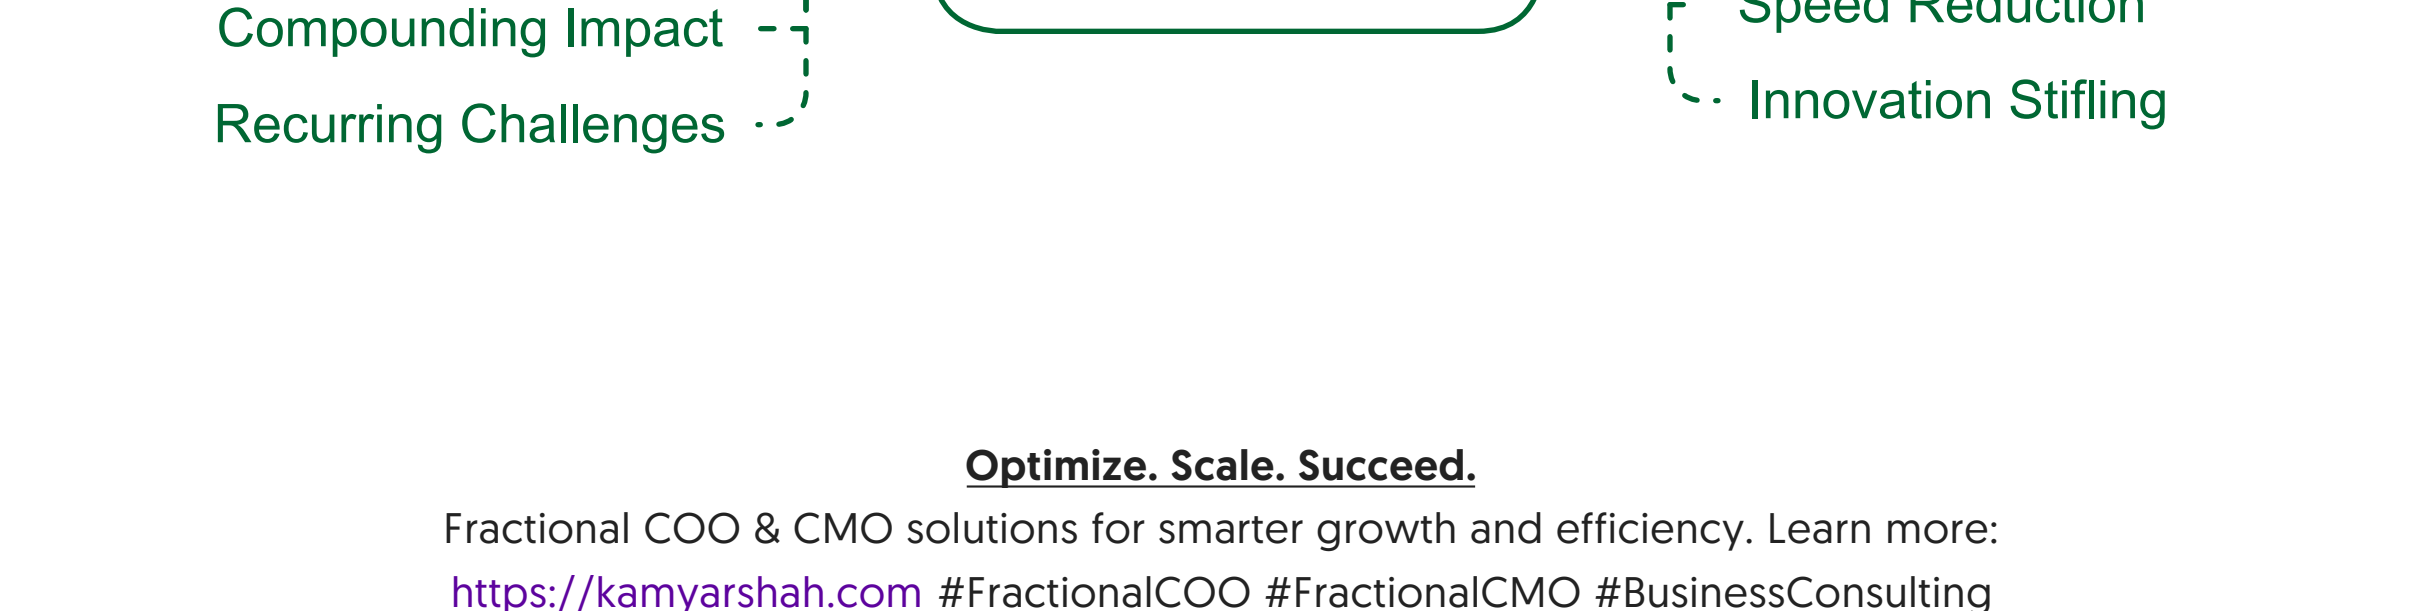 Compounding Impact
Recurring Challenges
Speed Reduction
Innovation Stifling
Optimize. Scale. Succeed.
Fractional COO & CMO solutions for smarter growth and efficiency. Learn more:
https://kamyarshah.com #FractionalCOO #FractionalCMO #BusinessConsulting